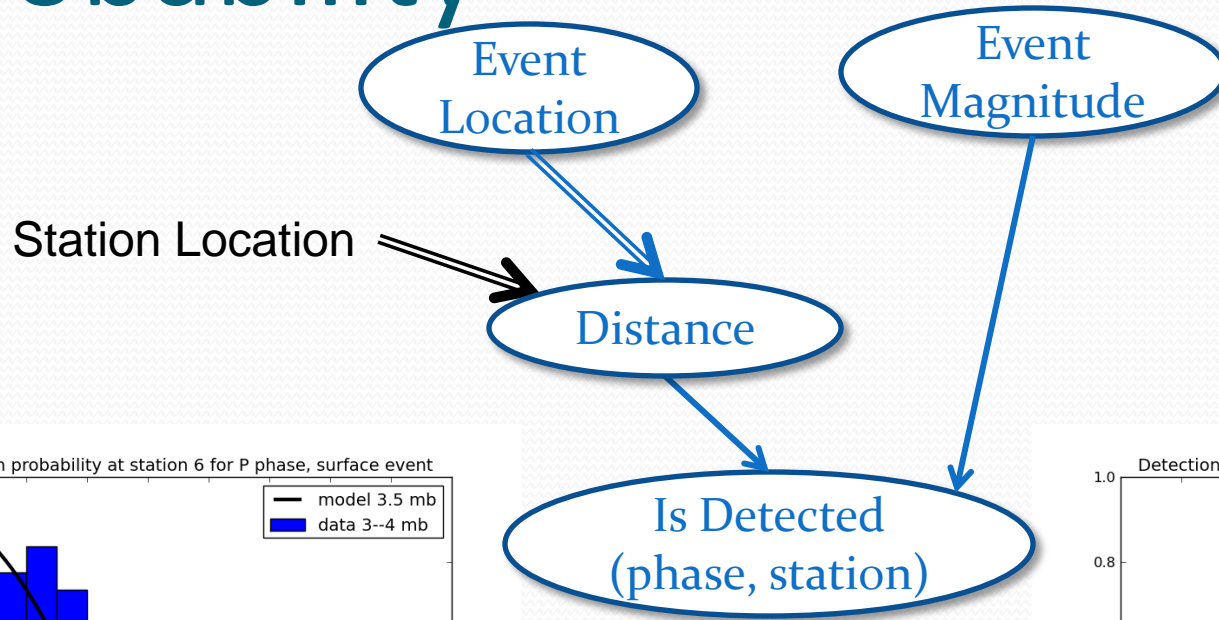 Event
Location
Event
Magnitude
Station Location
Distance
Is Detected
(phase, station)
probability at station 6 for P phase, surface event
model 3.5 mb
data 3--4 mb
Detection
1.0
0.8